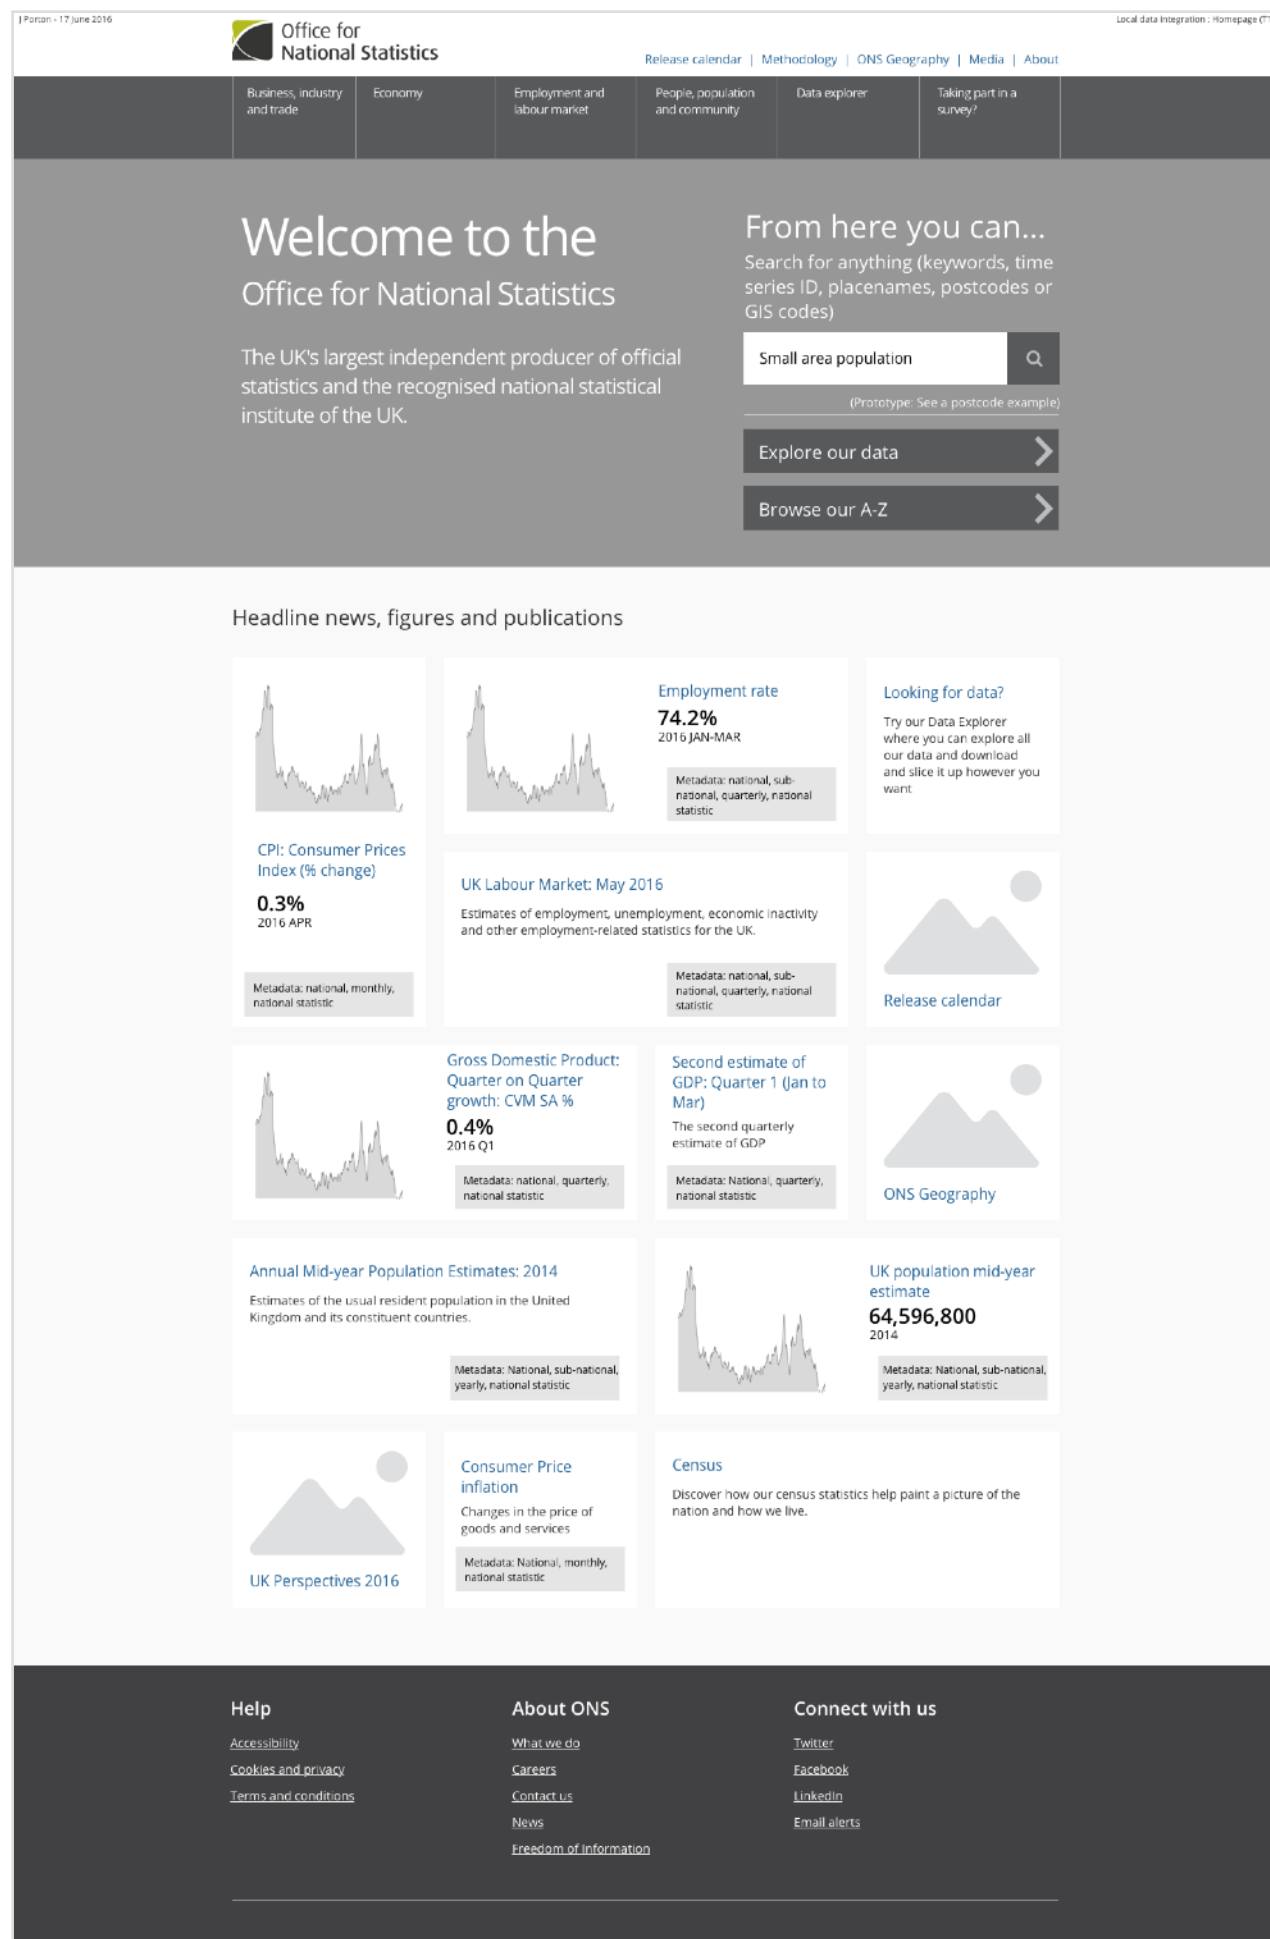 J Porton - 17 June 2016
Local data integration : Homepage
Office for
National Statistics
Release calendar | Methodology | ONS Geography | Media | About
Business, industry
and trade
Economy
Employment and
labour market
People, population
and community
Data explorer
Taking part in a
survey?
Welcome to the
Office for National Statistics
The UK's largest independent producer of official
statistics and the recognised national statistical
institute of the UK.
From here you can...
Search for anything (keywords, time
series ID, placenames, postcodes or
GIS codes)
Small area population
(Prototype: See a postcode example)
Explore our data
Browse our A-Z
Headline news, figures and publications
CPI: Consumer Prices
Index (% change)
0.3%
2016 APR
Metadata: national, monthly,
national statistic
Employment rate
74.2%
2016 JAN-MAR
Metadata: national, sub-
national, quarterly, national
statistic
Looking for data?
Try our Data Explorer
where you can explore all
our data and download
and slice it up however you
want
UK Labour Market: May 2016
Estimates of employment, unemployment, economic inactivity
and other employment-related statistics for the UK.
Metadata: national, sub-
national, quarterly, national
statistic
Release calendar
Gross Domestic Product:
Quarter on Quarter
growth: CVM SA %
0.4%
2016 Q1
Metadata: national, quarterly,
national statistic
Second estimate of
GDP: Quarter 1 (Jan to
Mar)
The second quarterly
estimate of GDP
Metadata: National, quarterly,
national statistic
ONS Geography
Annual Mid-year Population Estimates: 2014
Estimates of the usual resident population in the United
Kingdom and its constituent countries.
Metadata: National, sub-national,
yearly, national statistic
UK population mid-year
estimate
64,596,800
2014
Metadata: National, sub-national,
yearly, national statistic
UK Perspectives 2016
Consumer Price
inflation
Changes in the price of
goods and services
Metadata: National, monthly,
national statistic
Census
Discover how our census statistics help paint a picture of the
nation and how we live.
Help
Accessibility
Cookies and privacy
Terms and conditions
About ONS
What we do
Careers
Contact us
News
Freedom of Information
Connect with us
Twitter
Facebook
LinkedIn
Email alerts